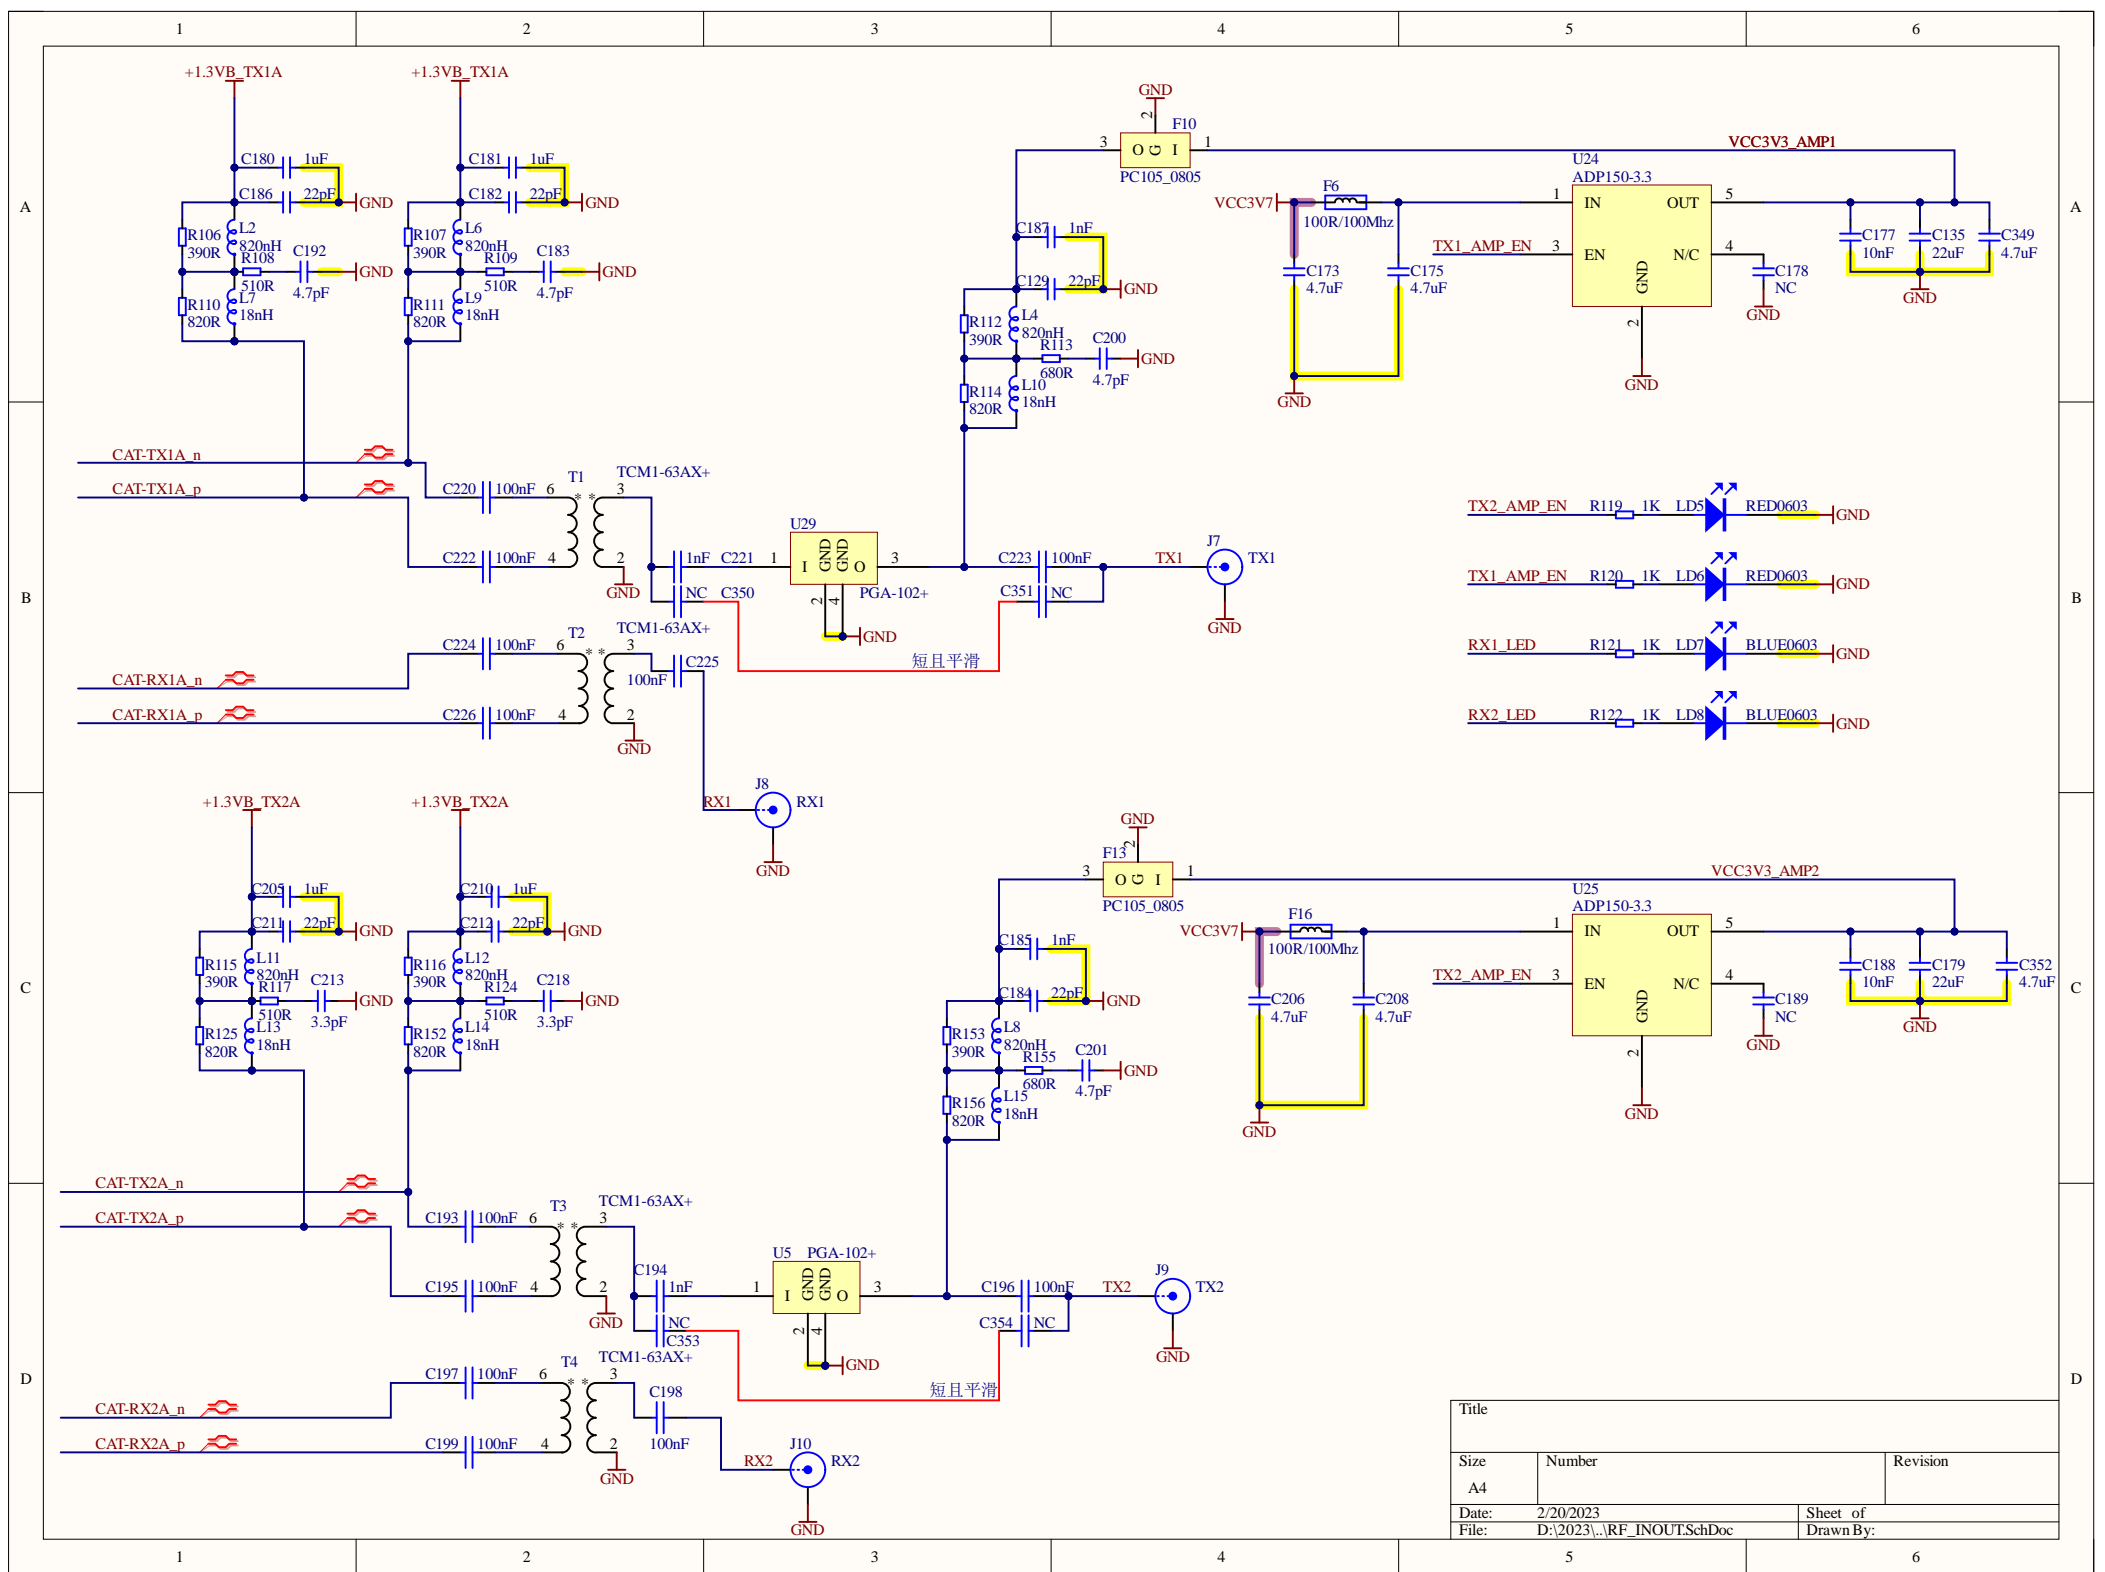 1 2 3 4 5 6
A
B
C
D
A
B
C
D
1 2 3 4 5 6
+1.3VB_TX1A
+1.3VB_TX1A
C180 1uF
C186 22pF GND
R106
390R
L2
820nH
R108
510R
C192
4.7pF
GND
R110
820R
L7
18nH
C181 1uF
C182 22pF GND
R107
390R
L6
820nH
R109
510R
C183
4.7pF
GND
R111
820R
L9
18nH
GND
2
F10
3 O G I 1
PC105_0805
VCC3V3_AMP1
C187 1nF
C129 22pF GND
R112
390R
L4
820nH
R113
680R
C200
4.7pF
GND
R114
820R
L10
18nH
VCC3V7
F6
100R/100Mhz
C173
4.7uF
C175
4.7uF
GND
U24
ADP150-3.3
1 IN OUT 5
TX1_AMP_EN 3 EN N/C 4
GND
2
GND
C178
NC
GND
C177
10nF
C135
22uF
C349
4.7uF
GND
CAT-TX1A_n
CAT-TX1A_p
C220 100nF 6
C222 100nF 4
T1
* *
TCM1-63AX+
3
2
GND
1nF C221
NC C350
U29
1 I GND GND O 3
2 4
PGA-102+
GND
C223 100nF
C351 NC
TX1
J7
TX1
GND
短且平滑
CAT-RX1A_n
CAT-RX1A_p
C224 100nF 6
C226 100nF 4
T2
* *
TCM1-63AX+
3
2
GND
C225
100nF
RX1
J8
RX1
GND
TX2_AMP_EN R119 1K LD5 RED0603 GND
TX1_AMP_EN R120 1K LD6 RED0603 GND
RX1_LED R121 1K LD7 BLUE0603 GND
RX2_LED R122 1K LD8 BLUE0603 GND
+1.3VB_TX2A
+1.3VB_TX2A
C205 1uF
C211 22pF GND
R115
390R
L11
820nH
R117
510R
C213
3.3pF
GND
R125
820R
L13
18nH
C210 1uF
C212 22pF GND
R116
390R
L12
820nH
R124
510R
C218
3.3pF
GND
R152
820R
L14
18nH
GND
2
F13
3 O G I 1
PC105_0805
VCC3V3_AMP2
C185 1nF
C184 22pF GND
R153
390R
L8
820nH
R155
680R
C201
4.7pF
GND
R156
820R
L15
18nH
VCC3V7
F16
100R/100Mhz
C206
4.7uF
C208
4.7uF
GND
U25
ADP150-3.3
1 IN OUT 5
TX2_AMP_EN 3 EN N/C 4
GND
2
GND
C189
NC
GND
C188
10nF
C179
22uF
C352
4.7uF
GND
CAT-TX2A_n
CAT-TX2A_p
C193 100nF 6
C195 100nF 4
T3
* *
TCM1-63AX+
3
2
GND
C194
1nF
NC
C353
U5 PGA-102+
1 I GND GND O 3
2 4
GND
C196 100nF
C354 NC
TX2
J9
TX2
GND
短且平滑
CAT-RX2A_n
CAT-RX2A_p
C197 100nF 6
C199 100nF 4
T4
* *
TCM1-63AX+
3
2
GND
C198
100nF
RX2
J10
RX2
GND
Title
Size Number Revision
A4
Date: 2/20/2023 Sheet of
File: D:\2023\..\RF_INOUT.SchDoc Drawn By: